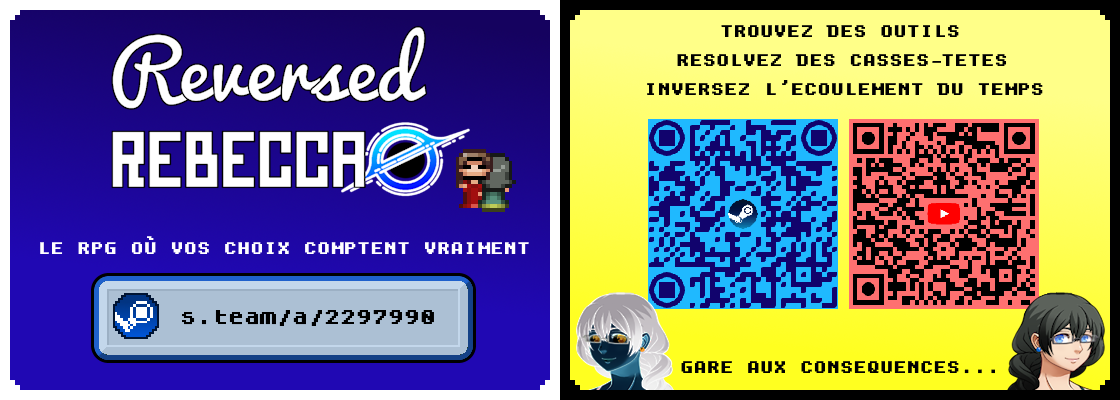 Reversed
REBECCA
LE RPG OÙ VOS CHOIX COMPTENT VRAIMENT
s.team/a/2297990
TROUVEZ DES OUTILS
RESOLVEZ DES CASSES-TETES
INVERSEZ L'ECOULEMENT DU TEMPS
GARE AUX CONSEQUENCES...